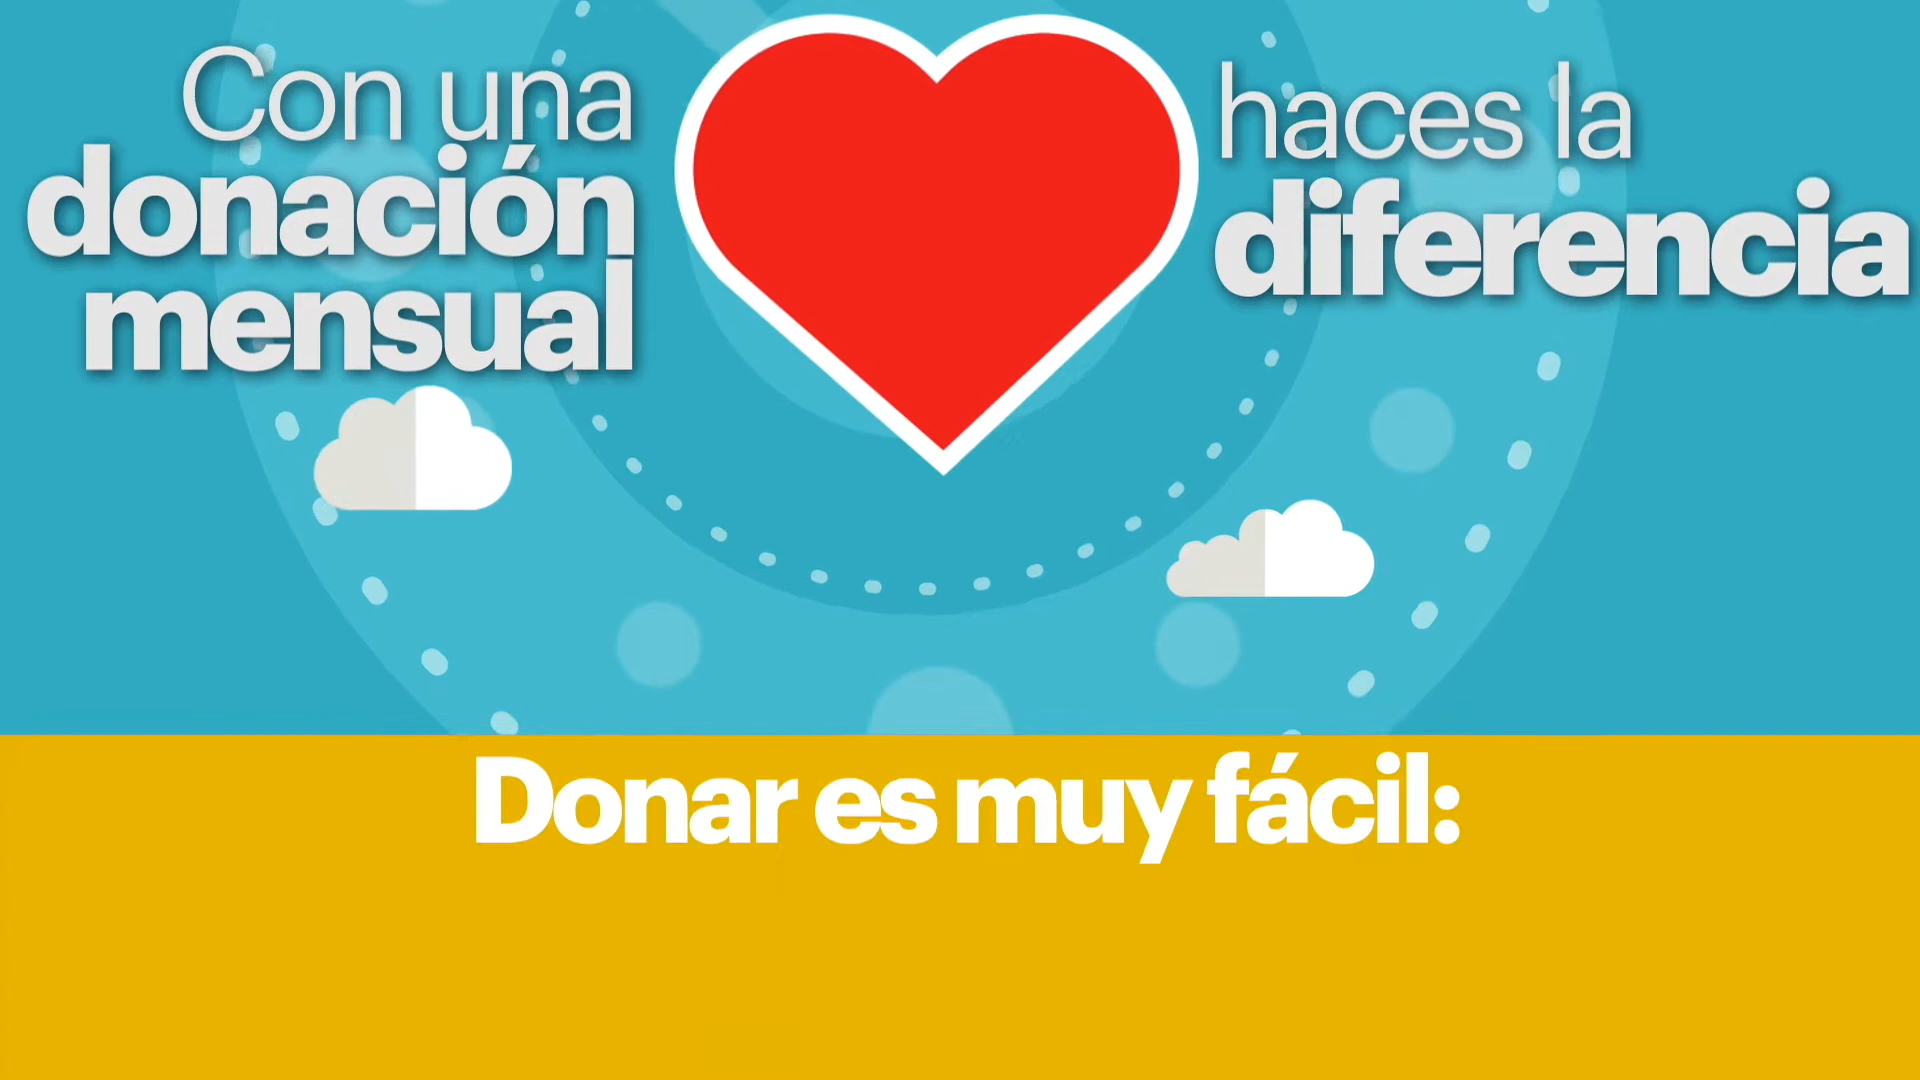 Con una
donación
mensual
haces la
diferencia
Donar es muy fácil: